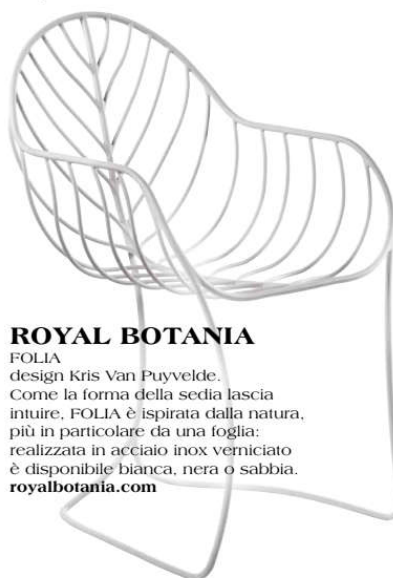 ROYAL BOTANIA
FOLIA
design Kris Van Puyvelde.
Come la forma della sedia lascia
intuire, FOLIA è ispirata dalla natura,
più in particolare da una foglia:
realizzata in acciaio inox verniciato
è disponibile bianca, nera o sabbia.
royalbotania.com